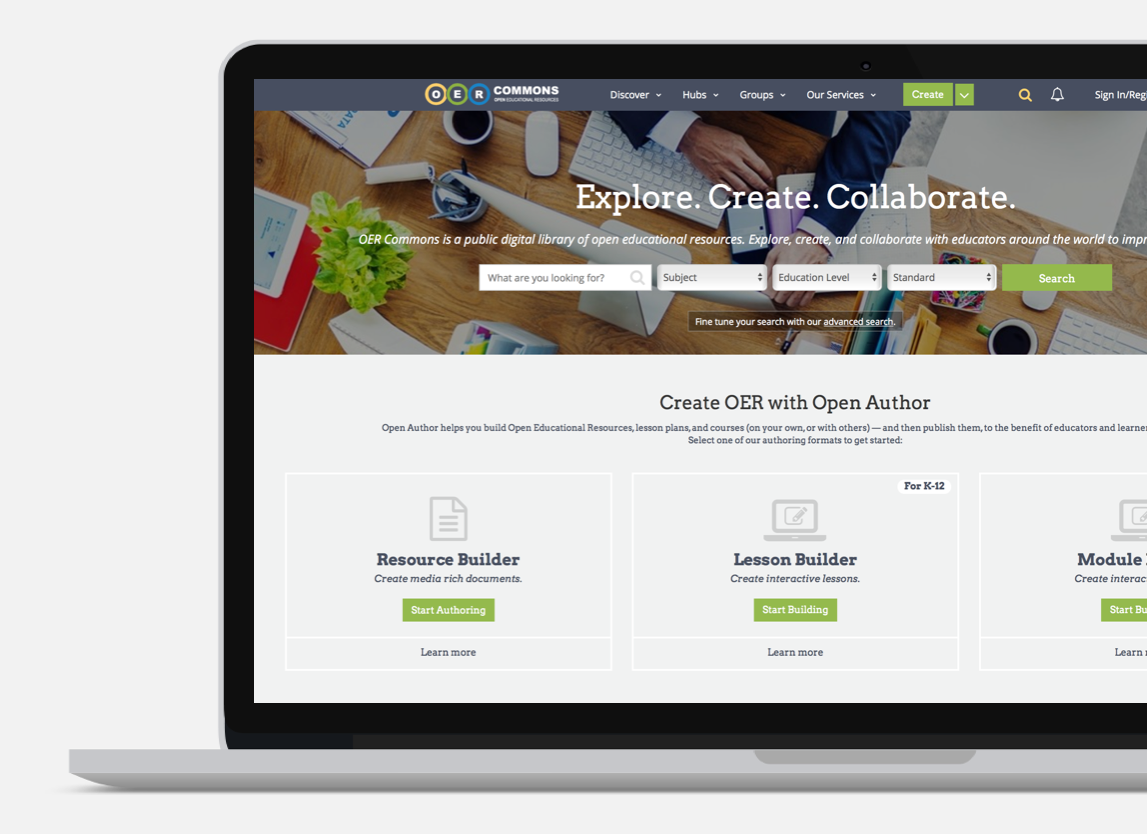 O E R COMMONS
OPEN EDUCATIONAL RESOURCES
Discover Hubs Groups Our Services Create Sign In/Reg
DATA
Explore. Create. Collaborate.
OER Commons is a public digital library of open educational resources. Explore, create, and collaborate with educators around the world to impr
What are you looking for? Subject Education Level Standard Search
Fine tune your search with our advanced search.
Create OER with Open Author
Open Author helps you build Open Educational Resources, lesson plans, and courses (on your own, or with others) — and then publish them, to the benefit of educators and learner
Select one of our authoring formats to get started:
For K-12
Resource Builder Lesson Builder Module
Create media rich documents. Create interactive lessons. Create interac
Start Authoring Start Building Start Bu
Learn more Learn more Learn